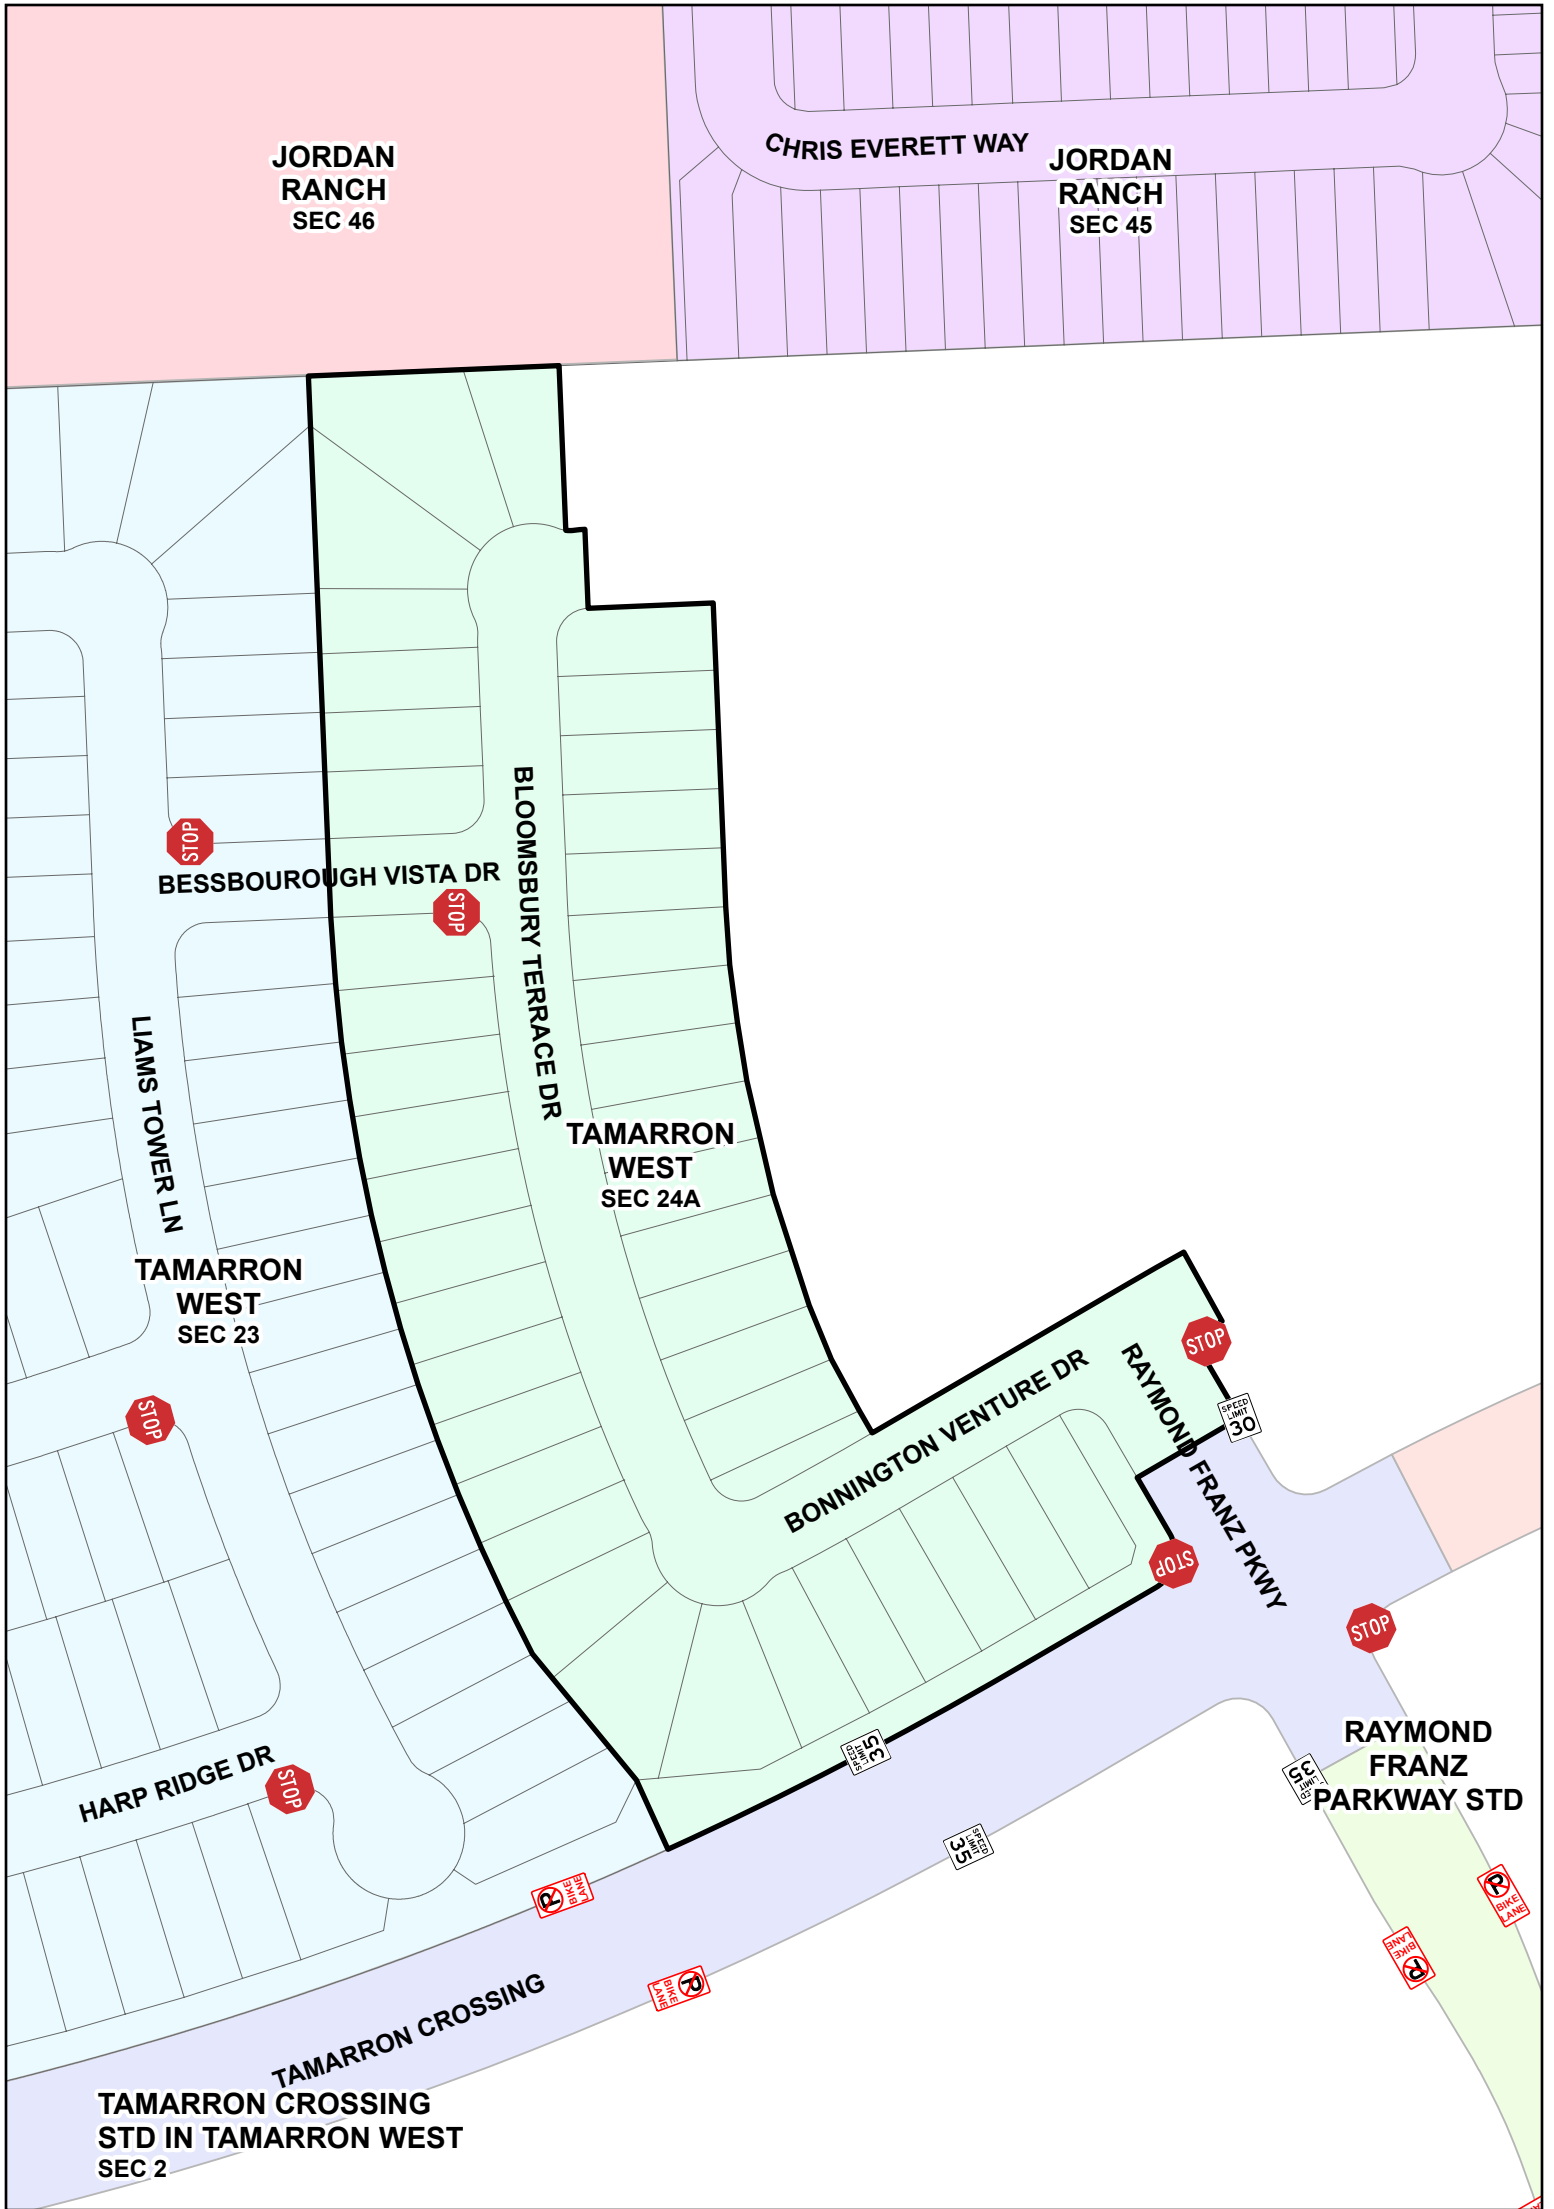 JORDAN
RANCH
SEC 46
CHRIS EVERETT WAY
JORDAN
RANCH
SEC 45
STOP
BESSBOUROUGH VISTA DR
STOP
BLOOMSBURY TERRACE DR
LIAMS TOWER LN
TAMARRON
WEST
SEC 24A
TAMARRON
WEST
SEC 23
STOP
STOP
RAYMOND FRANZ PKWY
SPEED
LIMIT
30
BONNINGTON VENTURE DR
STOP
STOP
SPEED
LIMIT
35
RAYMOND
FRANZ
PARKWAY STD
LIMIT
35
HARP RIDGE DR
STOP
SPEED
LIMIT
35
P
BIKE
LANE
P
BIKE
LANE
P
BIKE
LANE
P
BIKE
LANE
TAMARRON CROSSING
TAMARRON CROSSING
STD IN TAMARRON WEST
SEC 2